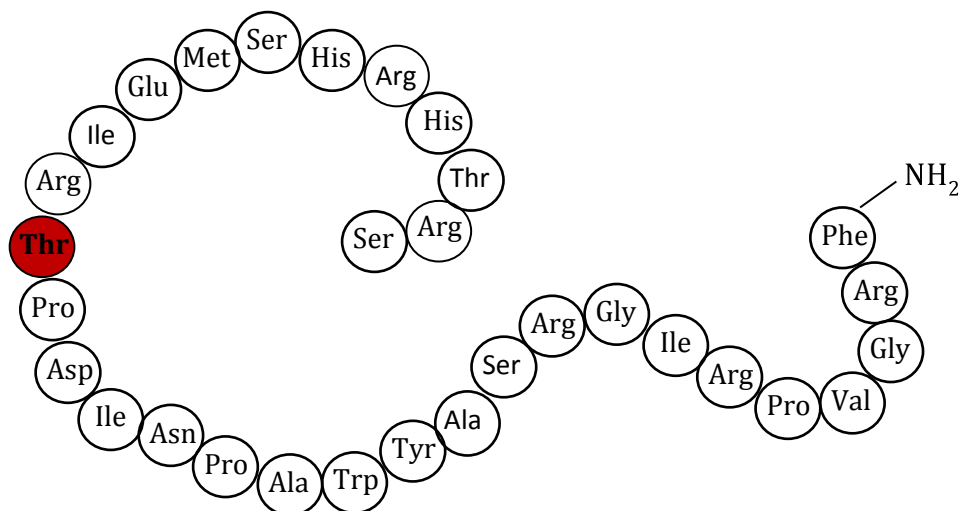 Ser
Arg
Thr
His
Arg
His
Ser
Met
Glu
Ile
Arg
Thr
Pro
Asp
Ile
Asn
Pro
Ala
Trp
Tyr
Ala
Ser
Arg
Gly
Ile
Arg
Pro
Val
Gly
Arg
Phe
NH₂